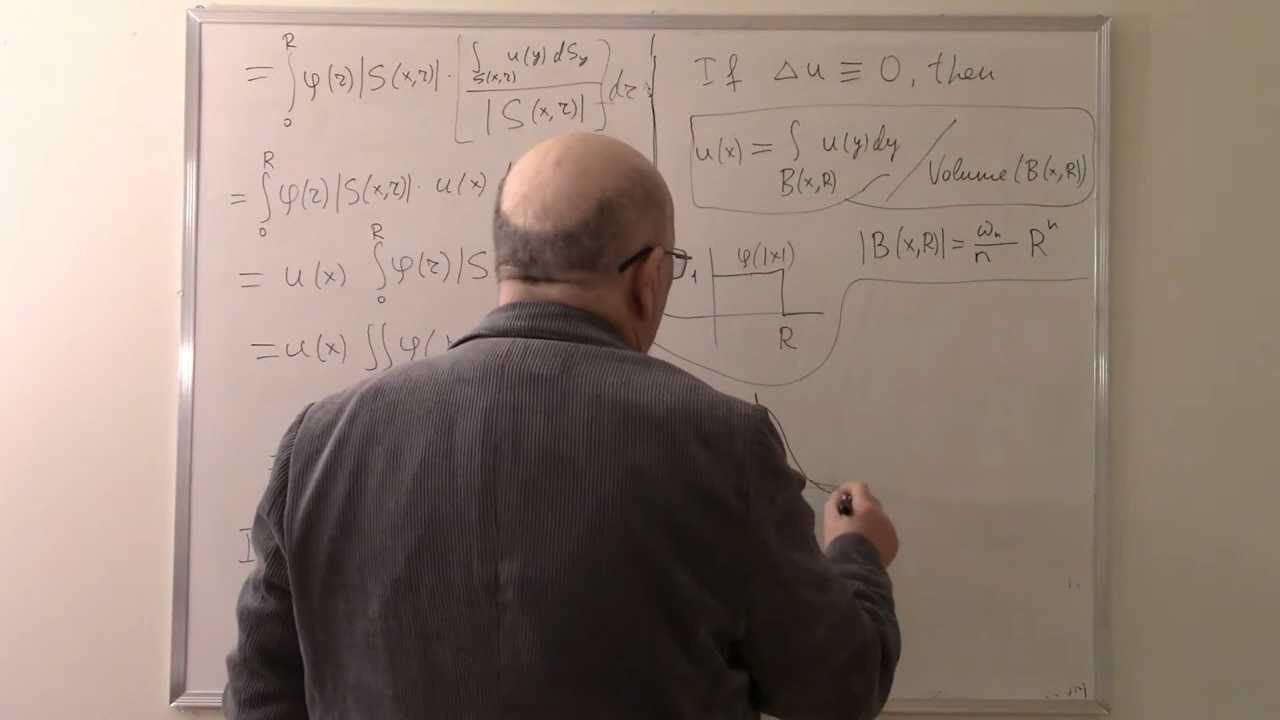 = ∫₀ᴿ φ(r)|S(x,r)| · [ ∫_{S(x,r)} u(y) dS_y / |S(x,r)| ] dr =
= ∫₀ᴿ φ(r)|S(x,r)| · u(x)
= u(x) ∫₀ᴿ φ(r)|S
= u(x) ∬ φ(
If Δu ≡ 0, then
u(x) = ∫_{B(x,R)} u(y)dy / Volume(B(x,R))
|B(x,R)| = ωₙ/n Rⁿ
φ(|x|)
1
R